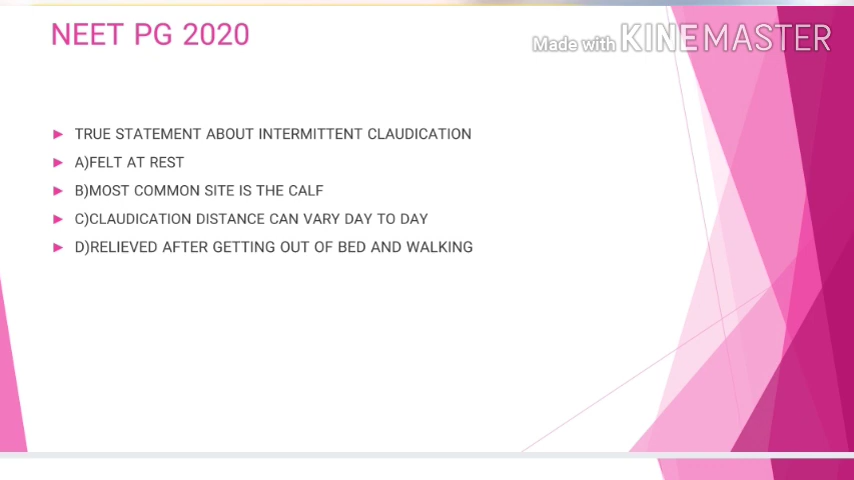 NEET PG 2020
Made with KINEMASTER
TRUE STATEMENT ABOUT INTERMITTENT CLAUDICATION
A)FELT AT REST
B)MOST COMMON SITE IS THE CALF
C)CLAUDICATION DISTANCE CAN VARY DAY TO DAY
D)RELIEVED AFTER GETTING OUT OF BED AND WALKING